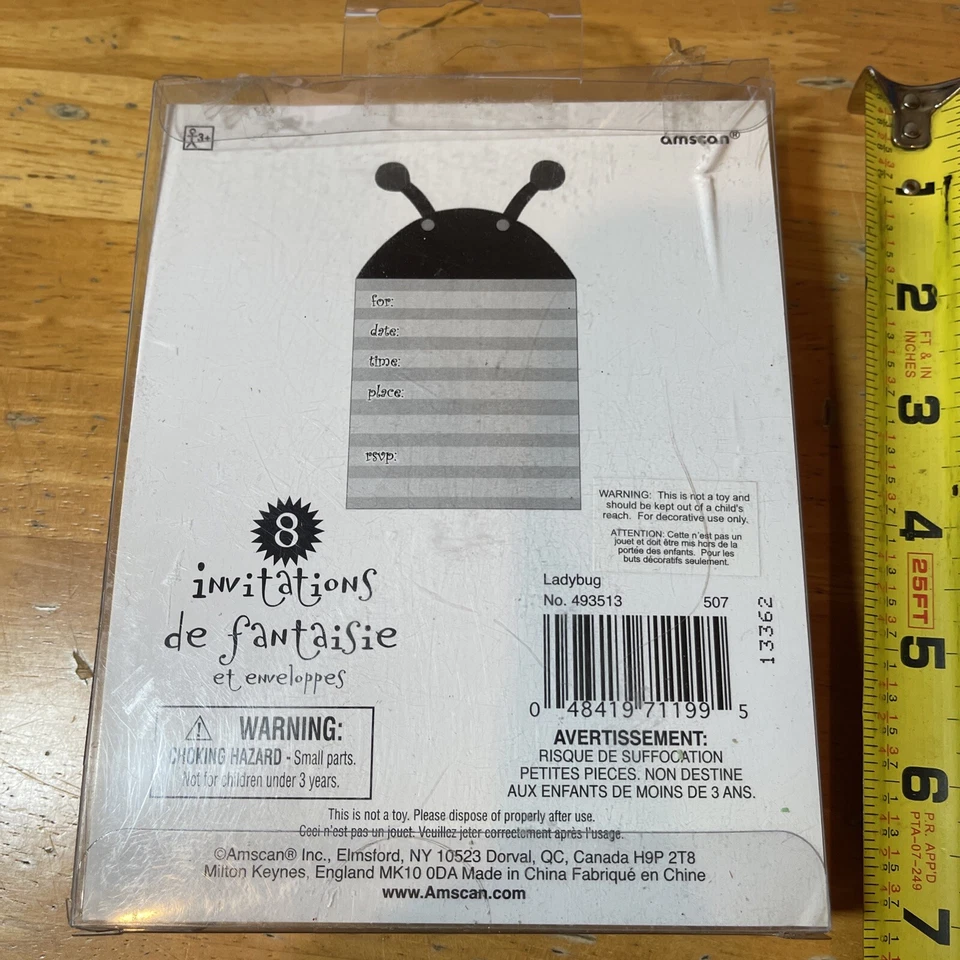 3+
amscan®
for:
date:
time:
place:
rsvp:
8
invitations
de fantaisie
et enveloppes
WARNING: This is not a toy and
should be kept out of a child's
reach. For decorative use only.
ATTENTION: Cette n'est pas un
jouet et doit être mis hors de la
portée des enfants. Pour les
buts décoratifs seulement.
Ladybug
No. 493513 507
13362
0 48419 71199 5
WARNING:
CHOKING HAZARD - Small parts.
Not for children under 3 years.
AVERTISSEMENT:
RISQUE DE SUFFOCATION
PETITES PIECES. NON DESTINE
AUX ENFANTS DE MOINS DE 3 ANS.
This is not a toy. Please dispose of properly after use.
Ceci n'est pas un jouet. Veuillez jeter correctement après l'usage.
©Amscan® Inc., Elmsford, NY 10523 Dorval, QC, Canada H9P 2T8
Milton Keynes, England MK10 0DA Made in China Fabriqué en Chine
www.Amscan.com
1
2
FT & IN
INCHES
3
4
25FT
5
6
P.R. APP'D
PTA-07-249
7